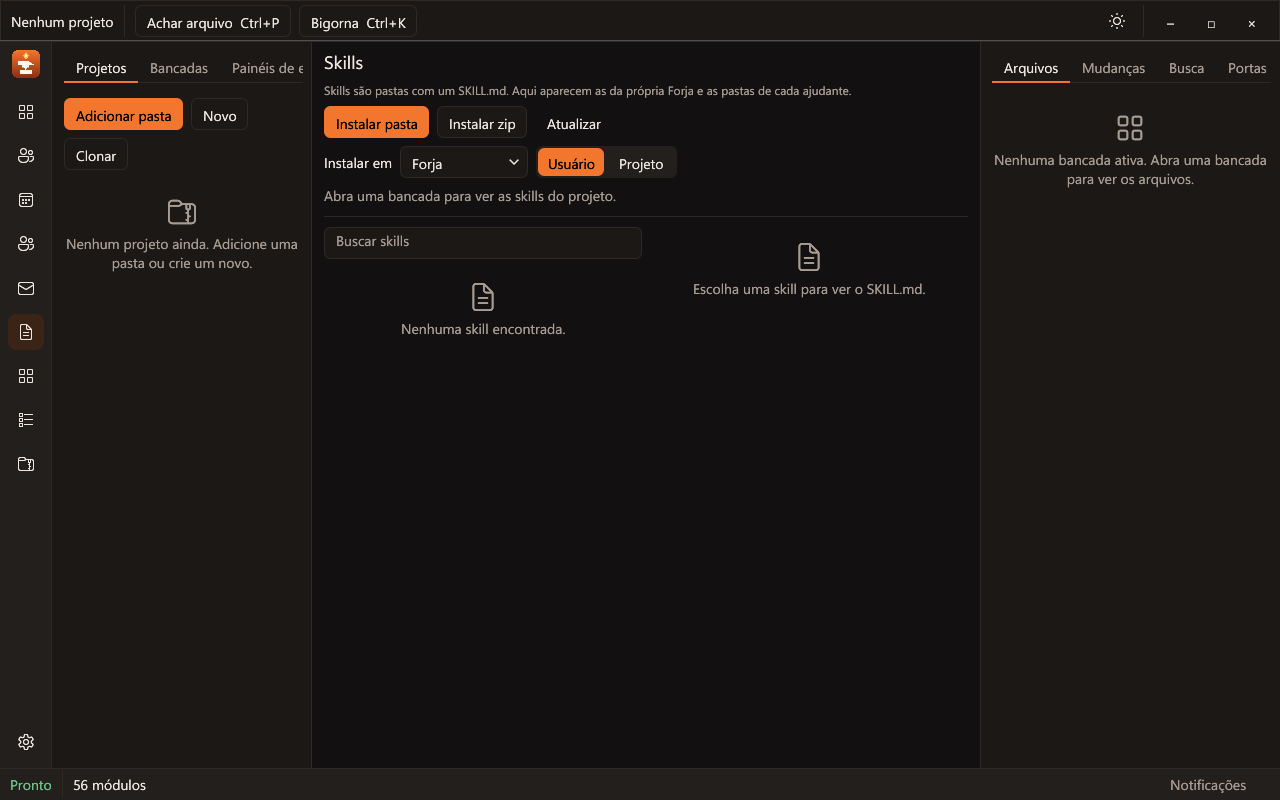 Nenhum projeto
Achar arquivo Ctrl+P
Bigorna Ctrl+K
Projetos
Bancadas
Painéis de e
Adicionar pasta
Novo
Clonar
Nenhum projeto ainda. Adicione uma
pasta ou crie um novo.
Skills
Skills são pastas com um SKILL.md. Aqui aparecem as da própria Forja e as pastas de cada ajudante.
Instalar pasta
Instalar zip
Atualizar
Instalar em
Forja
Usuário
Projeto
Abra uma bancada para ver as skills do projeto.
Buscar skills
Nenhuma skill encontrada.
Escolha uma skill para ver o SKILL.md.
Arquivos
Mudanças
Busca
Portas
Nenhuma bancada ativa. Abra uma bancada
para ver os arquivos.
Pronto
56 módulos
Notificações